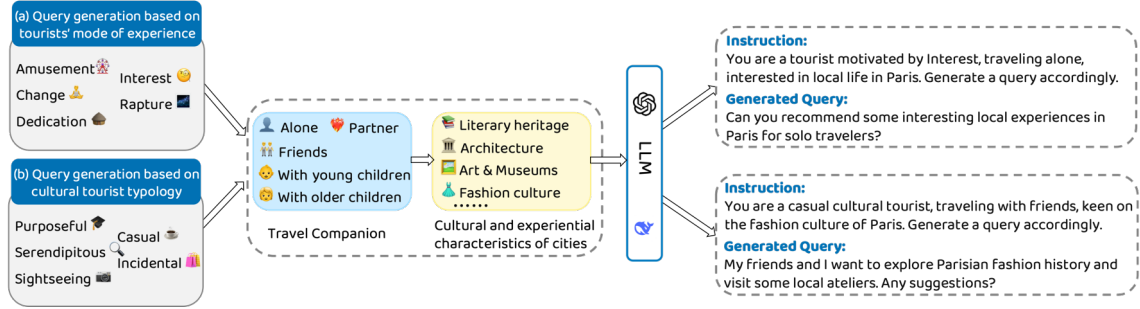 (a) Query generation based on
tourists' mode of experience
Amusement
Interest
Change
Rapture
Dedication
(b) Query generation based on
cultural tourist typology
Purposeful
Casual
Serendipitous
Incidental
Sightseeing
Alone
Partner
Friends
With young children
With older children
Travel Companion
Literary heritage
Architecture
Art & Museums
Fashion culture
......
Cultural and experiential
characteristics of cities
LLM
Instruction:
You are a tourist motivated by Interest, traveling alone,
interested in local life in Paris. Generate a query accordingly.
Generated Query:
Can you recommend some interesting local experiences in
Paris for solo travelers?
Instruction:
You are a casual cultural tourist, traveling with friends, keen on
the fashion culture of Paris. Generate a query accordingly.
Generated Query:
My friends and I want to explore Parisian fashion history and
visit some local ateliers. Any suggestions?